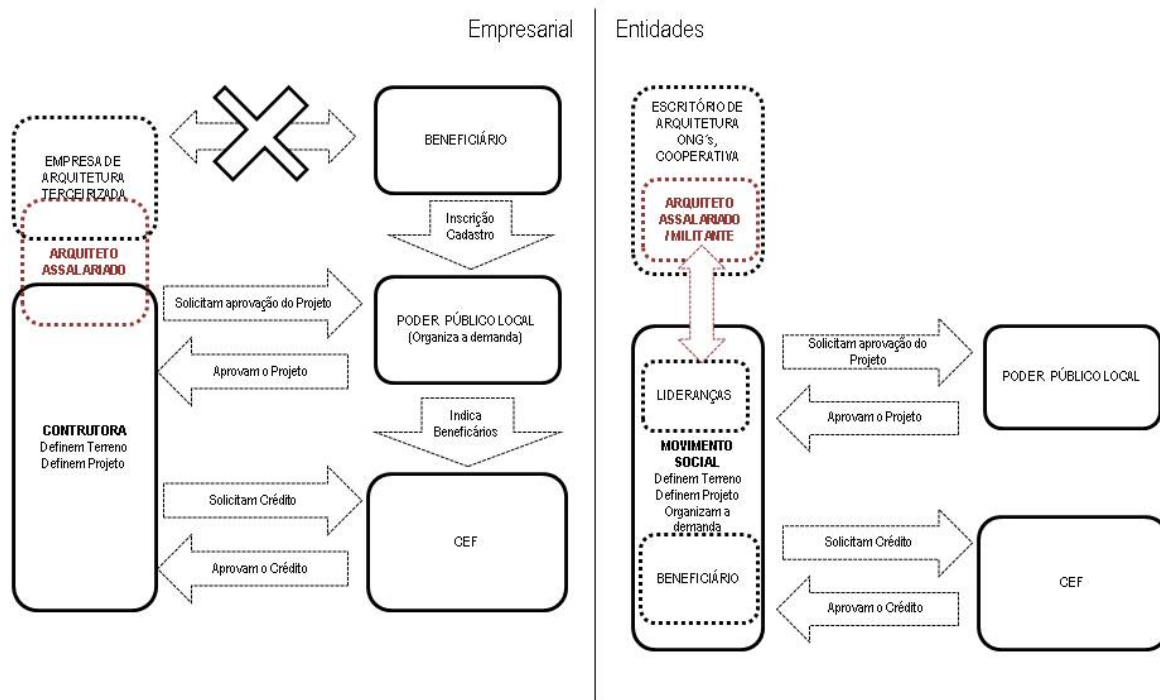 Empresarial
EMPRESA DE
ARQUITETURA
TERCEIRIZADA
ARQUITETO
ASSALARIADO
BENEFICIÁRIO
Inscrição
Cadastro
Solicitam aprovação do Projeto
PODER PÚBLICO LOCAL
(Organiza a demanda)
Aprovam o Projeto
Indica
Beneficários
CONTRUTORA
Definem Terreno
Definem Projeto
Solicitam Crédito
CEF
Aprovam o Crédito
Entidades
ESCRITÓRIO DE
ARQUITETURA
ONG´s,
COOPERATIVA
ARQUITETO
ASSALARIADO
/ MILITANTE
LIDERANÇAS
MOVIMENTO
SOCIAL
Definem Terreno
Definem Projeto
Organizam a
demanda
BENEFICIÁRIO
Solicitam aprovação do
Projeto
PODER PÚBLICO LOCAL
Aprovam o Projeto
Solicitam Crédito
CEF
Aprovam o Crédito